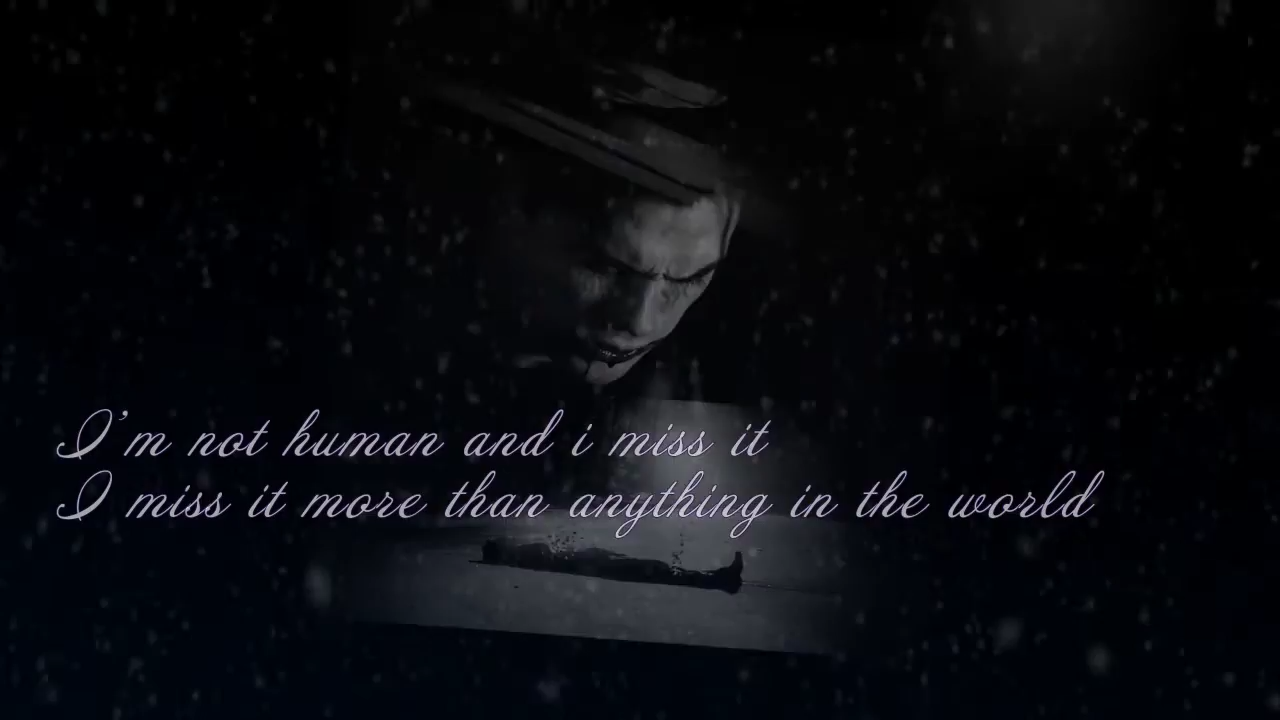 I'm not human and i miss it
I miss it more than anything in the world